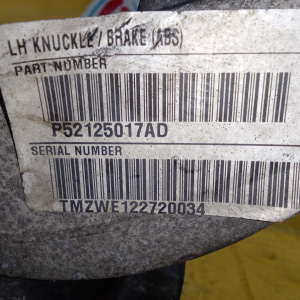 LH KNUCKLE / BRAKE (ABS)
PART NUMBER
P52125017AD
SERIAL NUMBER
TMZWE122720034